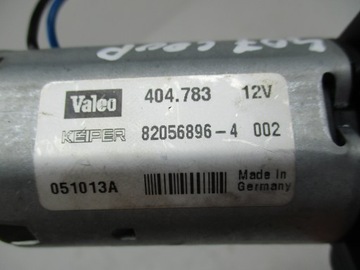 Valeo 404.783 12V
KEIPER 82056896-4 002
051013A Made in
Germany